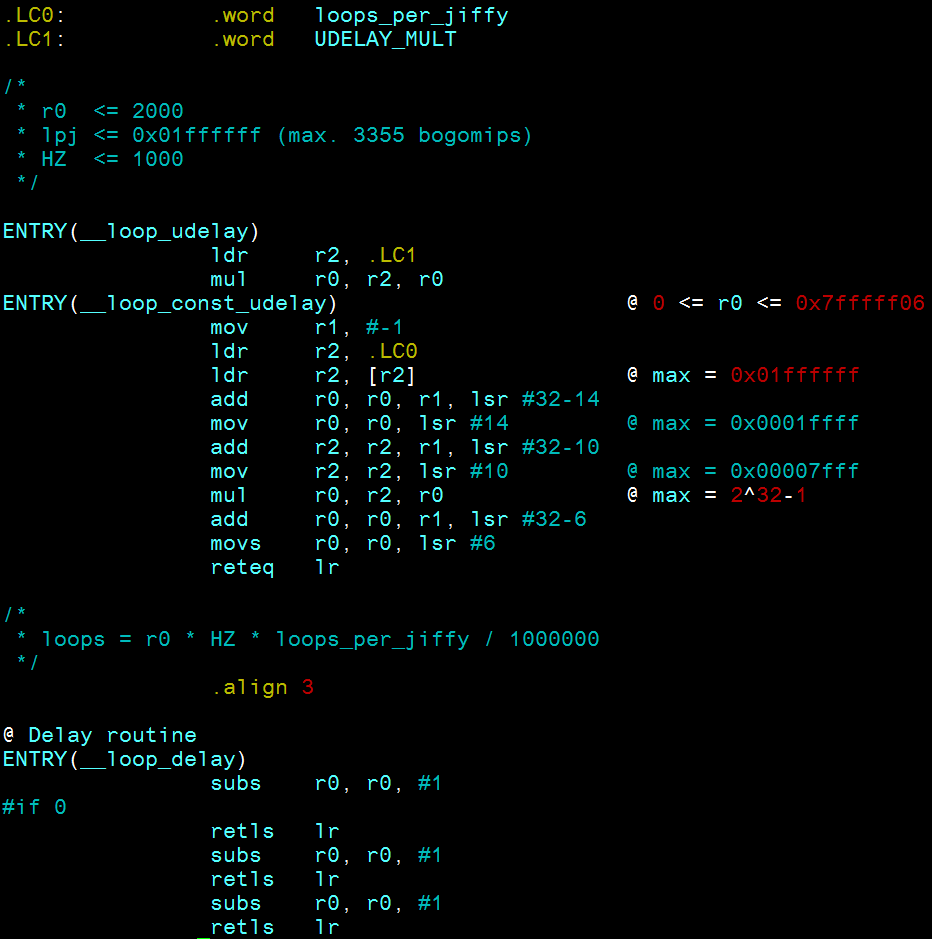 .LC0: .word loops_per_jiffy
.LC1: .word UDELAY_MULT
/*
* r0 <= 2000
* lpj <= 0x01ffffff (max. 3355 bogomips)
* HZ <= 1000
*/
ENTRY(__loop_udelay)
ldr r2, .LC1
mul r0, r2, r0
ENTRY(__loop_const_udelay) @ 0 <= r0 <= 0x7fffff06
mov r1, #-1
ldr r2, .LC0
ldr r2, [r2] @ max = 0x01ffffff
add r0, r0, r1, lsr #32-14
mov r0, r0, lsr #14 @ max = 0x0001ffff
add r2, r2, r1, lsr #32-10
mov r2, r2, lsr #10 @ max = 0x00007fff
mul r0, r2, r0 @ max = 2^32-1
add r0, r0, r1, lsr #32-6
movs r0, r0, lsr #6
reteq lr
/*
* loops = r0 * HZ * loops_per_jiffy / 1000000
*/
.align 3
@ Delay routine
ENTRY(__loop_delay)
subs r0, r0, #1
#if 0
retls lr
subs r0, r0, #1
retls lr
subs r0, r0, #1
retls lr